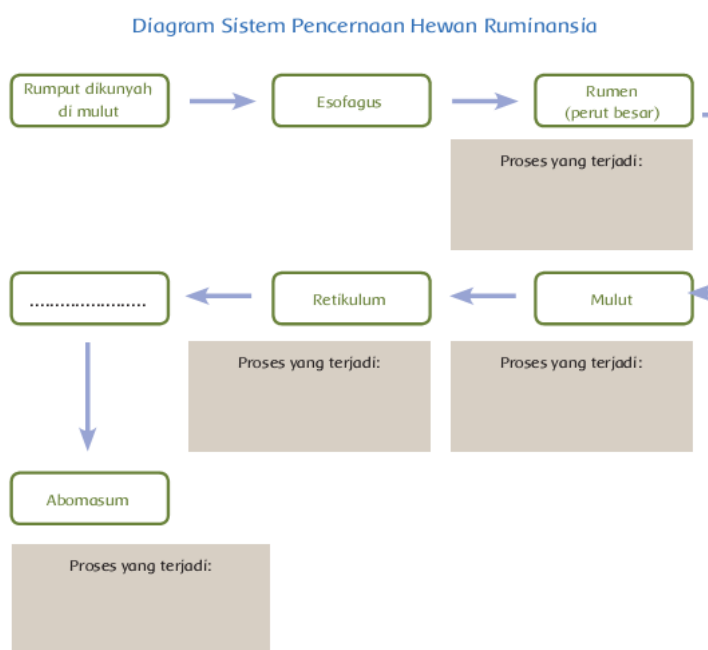 Diagram Sistem Pencernaan Hewan Ruminansia
Rumput dikunyah
di mulut
Esofagus
Rumen
(perut besar)
Proses yang terjadi:
.......................
Retikulum
Mulut
Proses yang terjadi:
Proses yang terjadi:
Abomasum
Proses yang terjadi: